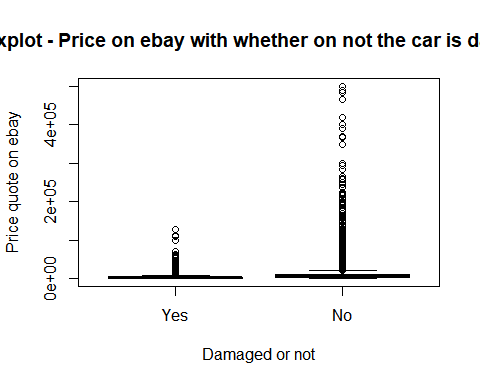 xplot - Price on ebay with whether on not the car is d
Price quote on ebay
4e+05
2e+05
0e+00
Yes
No
Damaged or not